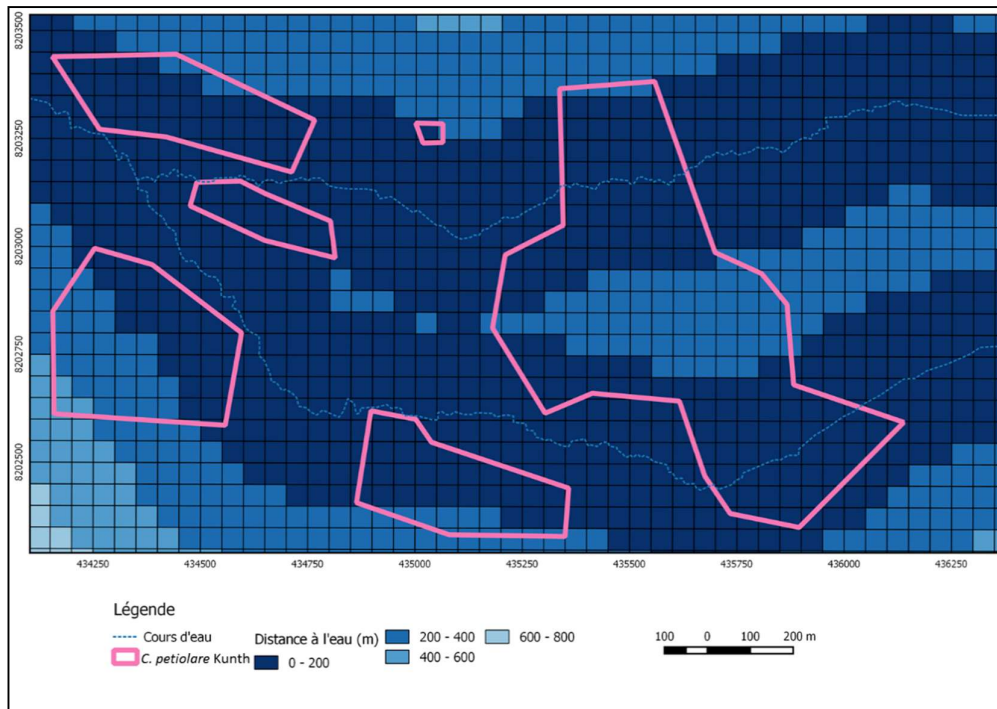 8203500
8203250
8203000
8202750
8202500
434250 434500 434750 435000 435250 435500 435750 436000 436250
Légende
Cours d'eau
C. petiolare Kunth
Distance à l'eau (m)
0 - 200
200 - 400
400 - 600
600 - 800
100 0 100 200 m